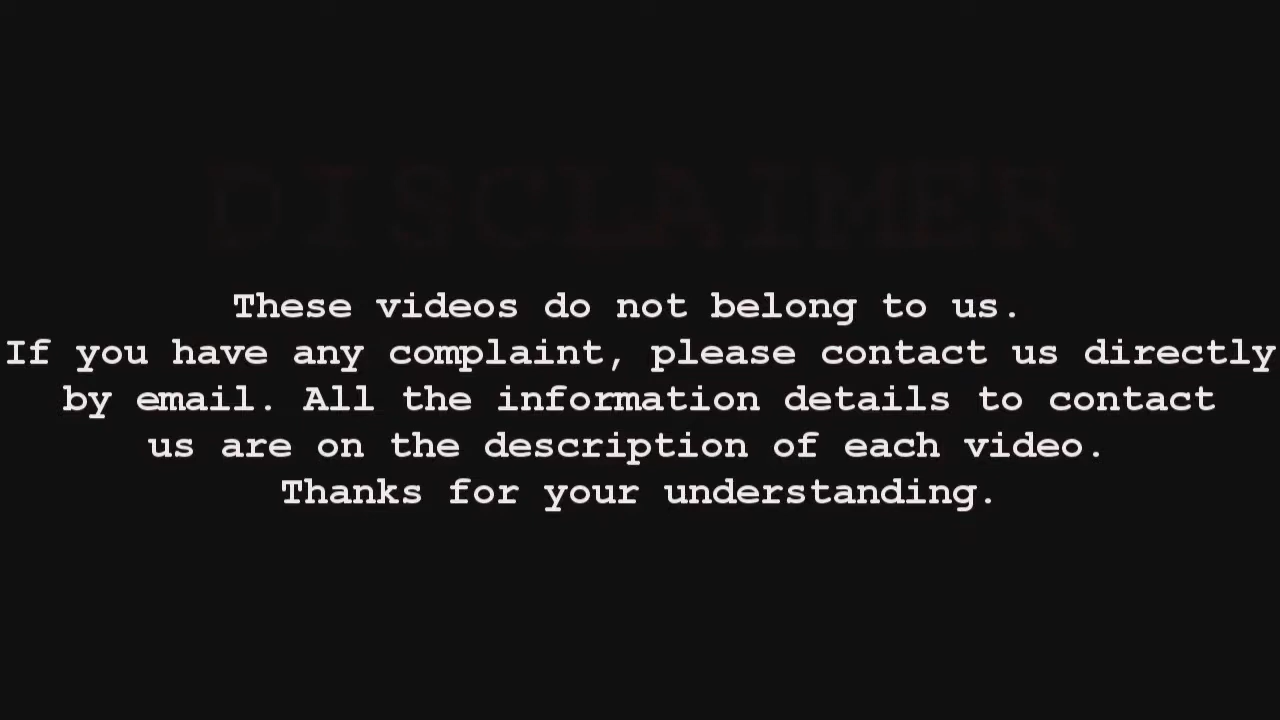 DISCLAIMER
These videos do not belong to us.
If you have any complaint, please contact us directly
by email. All the information details to contact
us are on the description of each video.
Thanks for your understanding.